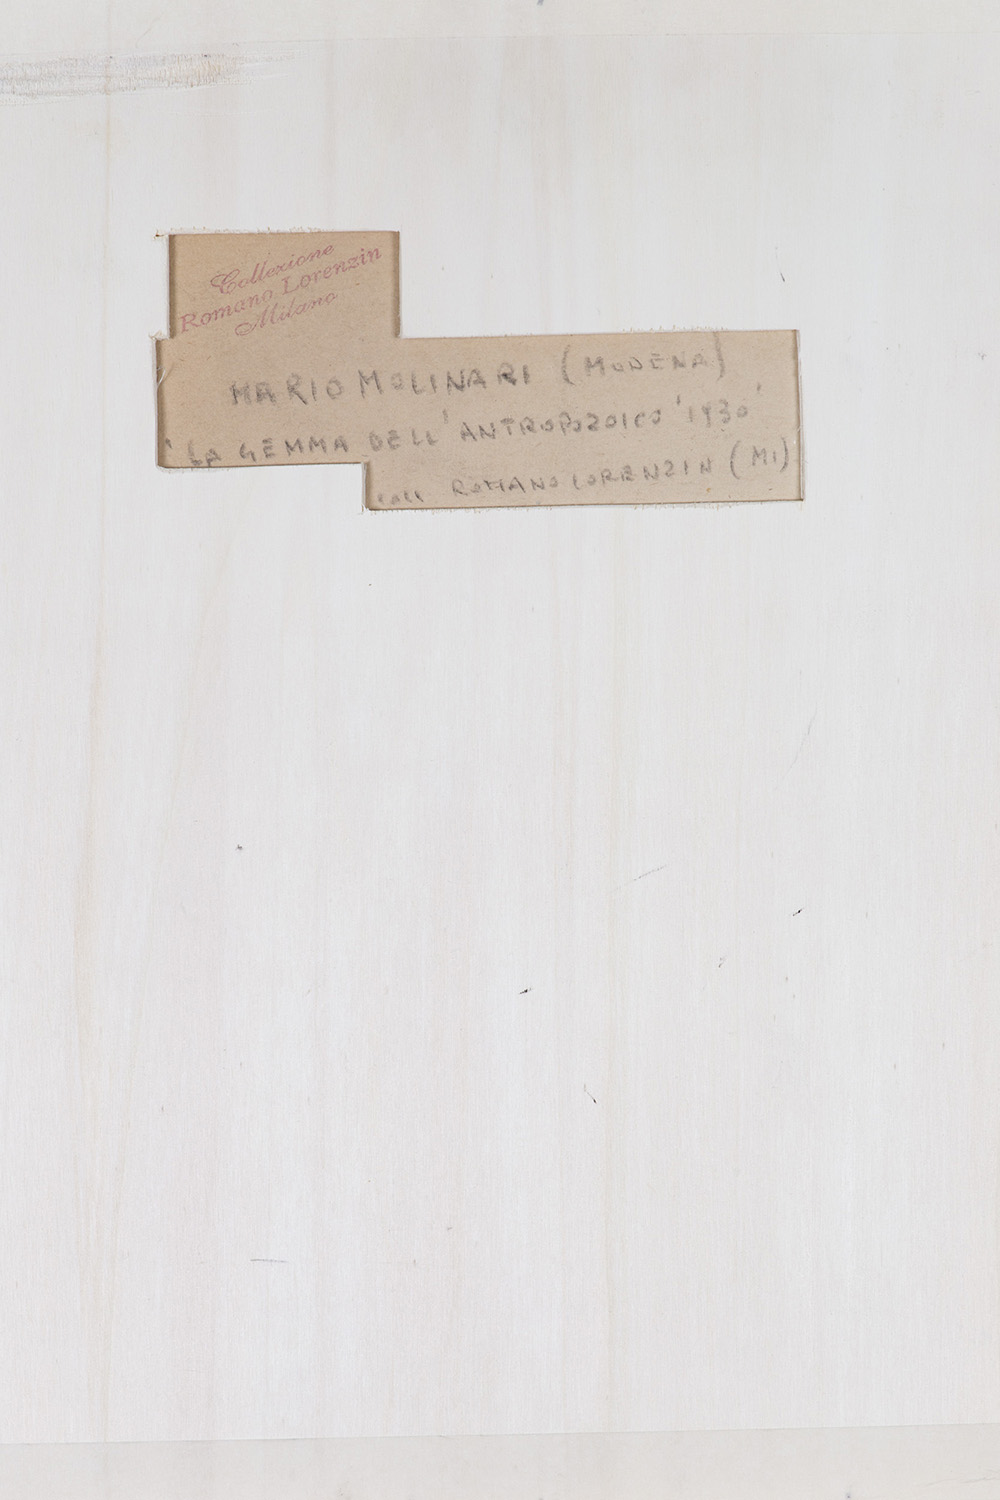 Collezione
Romano Lorenzin
Milano
MARIO MOLINARI (MODENA)
'LA GEMMA DELL'ANTROPOZOICO '1930'
coll ROMANO LORENZIN (MI)